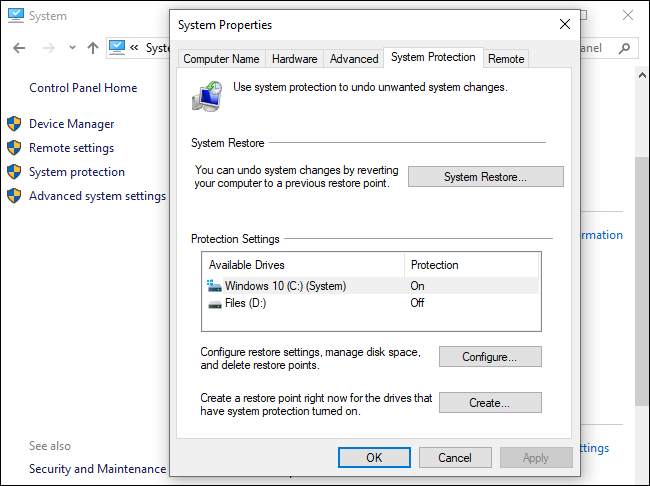 System
System Properties
« Syste
anel
Computer Name Hardware Advanced System Protection Remote
Control Panel Home
Device Manager
Remote settings
System protection
Advanced system settings
Use system protection to undo unwanted system changes.
System Restore
You can undo system changes by reverting
your computer to a previous restore point.
System Restore...
formation
Protection Settings
Available Drives Protection
Windows 10 (C:) (System) On
Files (D:) Off
Configure restore settings, manage disk space,
and delete restore points.
Configure...
Create a restore point right now for the drives that
have system protection turned on.
Create...
ttings
OK Cancel Apply
See also
Security and Maintenance